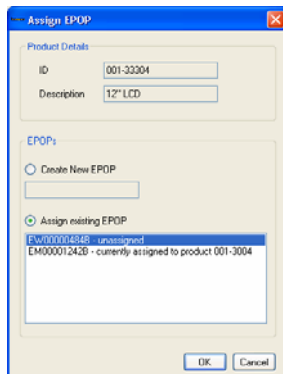 Assign EPOP
Product Details
ID 001-33304
Description 12" LCD
EPOPs
Create New EPOP
Assign existing EPOP
EW00000484B - unassigned
EM00001242B - currently assigned to product 001-3004
OK Cancel